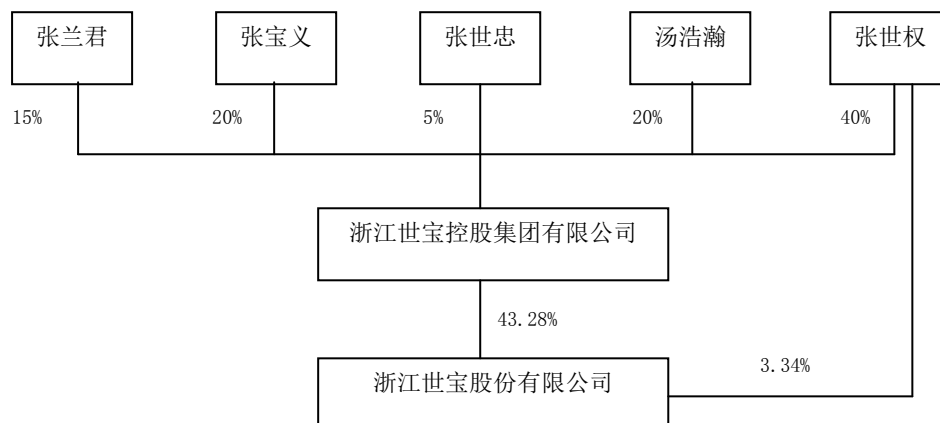 张兰君
张宝义
张世忠
汤浩瀚
张世权
15%
20%
5%
20%
40%
浙江世宝控股集团有限公司
43.28%
3.34%
浙江世宝股份有限公司